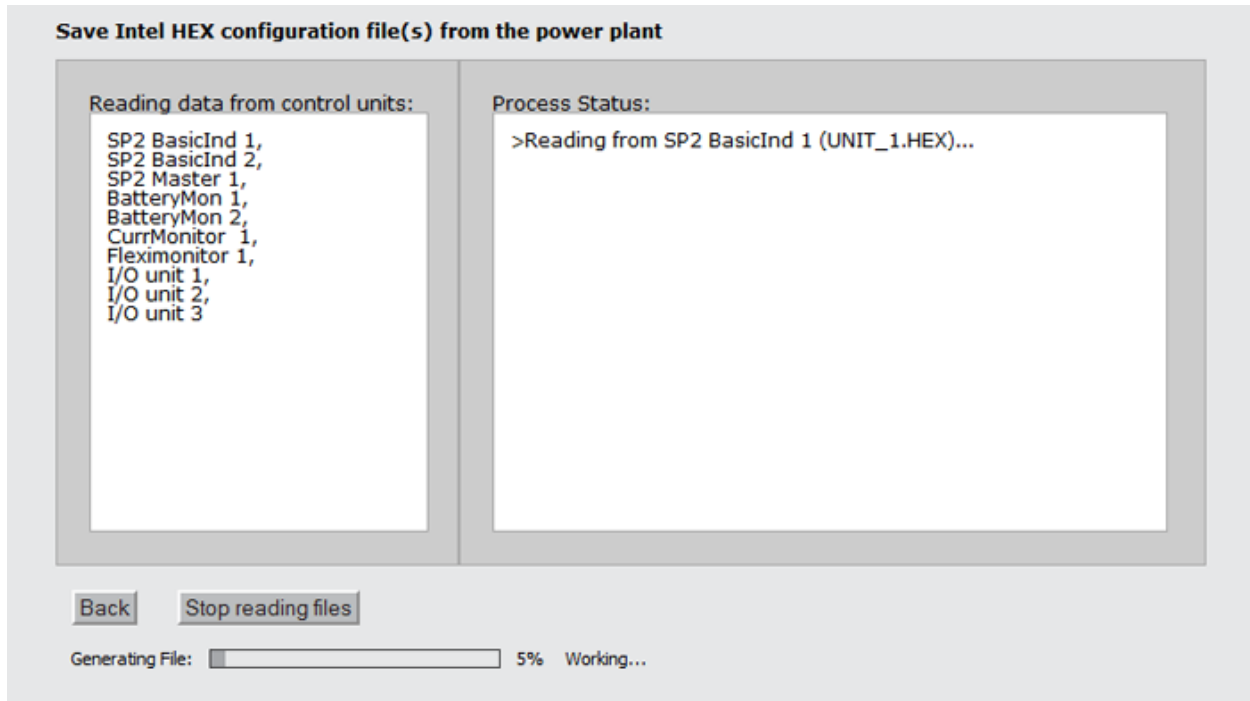 Save Intel HEX configuration file(s) from the power plant
Reading data from control units:
SP2 BasicInd 1,
SP2 BasicInd 2,
SP2 Master 1,
BatteryMon 1,
BatteryMon 2,
CurrMonitor  1,
Fleximonitor 1,
I/O unit 1,
I/O unit 2,
I/O unit 3
Process Status:
>Reading from SP2 BasicInd 1 (UNIT_1.HEX)...
Back
Stop reading files
Generating File: 5% Working...